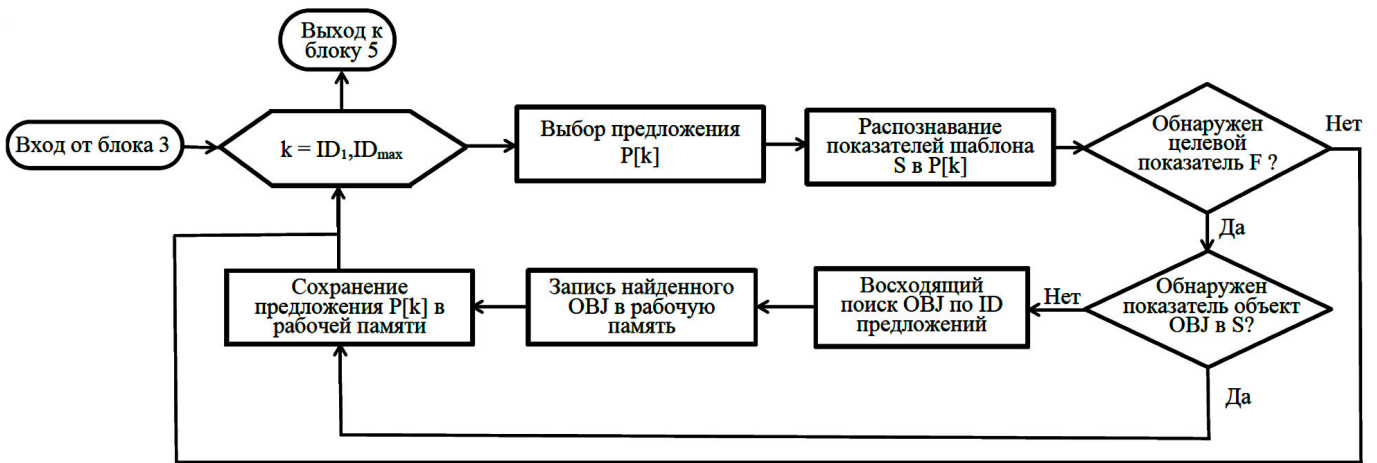 Выход к
блоку 5
Вход от блока 3
k = ID₁,IDₘₐₓ
Выбор предложения
P[k]
Распознавание
показателей шаблона
S в P[k]
Обнаружен
целевой
показатель F ?
Нет
Да
Сохранение
предложения P[k] в
рабочей памяти
Запись найденного
OBJ в рабочую
память
Восходящий
поиск OBJ по ID
предложений
Нет
Обнаружен
показатель объект
OBJ в S?
Да